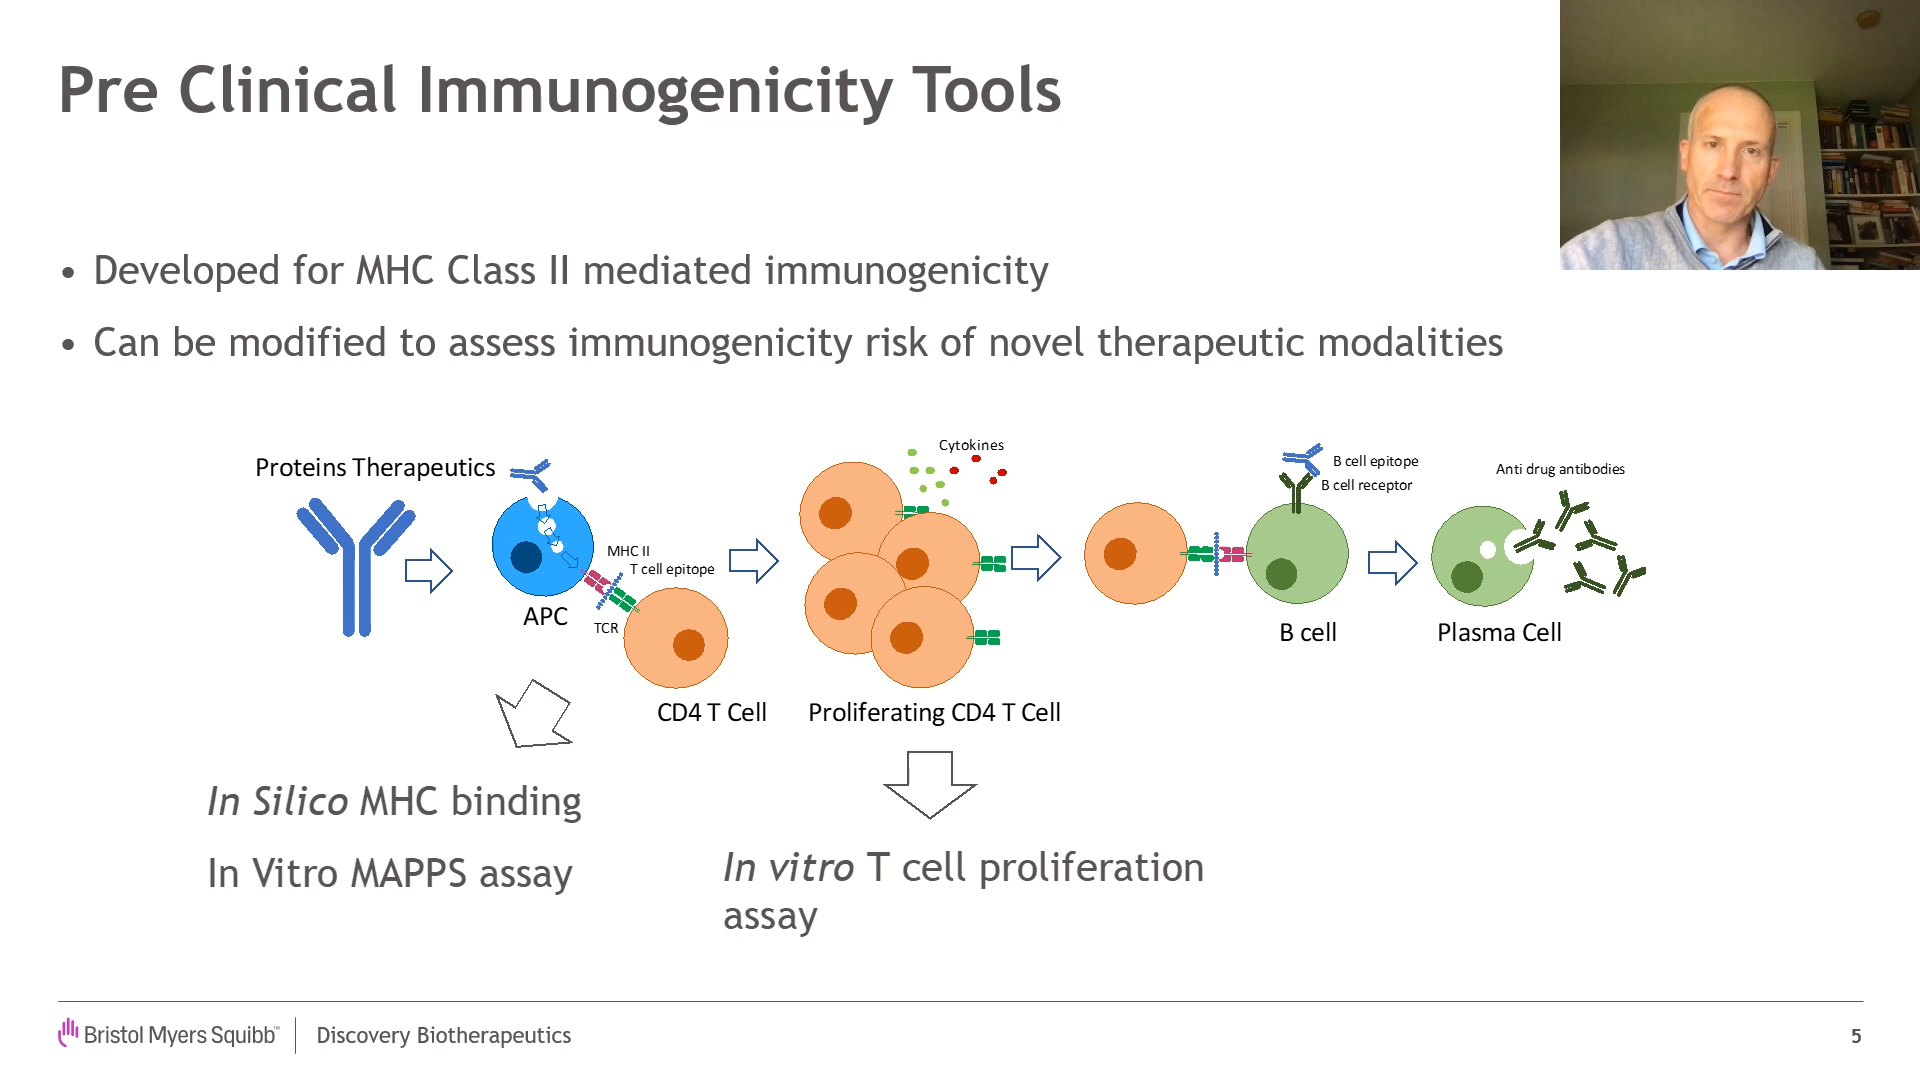 Pre Clinical Immunogenicity Tools
• Developed for MHC Class II mediated immunogenicity
• Can be modified to assess immunogenicity risk of novel therapeutic modalities
Proteins Therapeutics
APC
MHC II
T cell epitope
TCR
CD4 T Cell
Cytokines
Proliferating CD4 T Cell
B cell epitope
B cell receptor
B cell
Anti drug antibodies
Plasma Cell
In Silico MHC binding
In Vitro MAPPS assay
In vitro T cell proliferation
assay
Bristol Myers Squibb™
Discovery Biotherapeutics
5